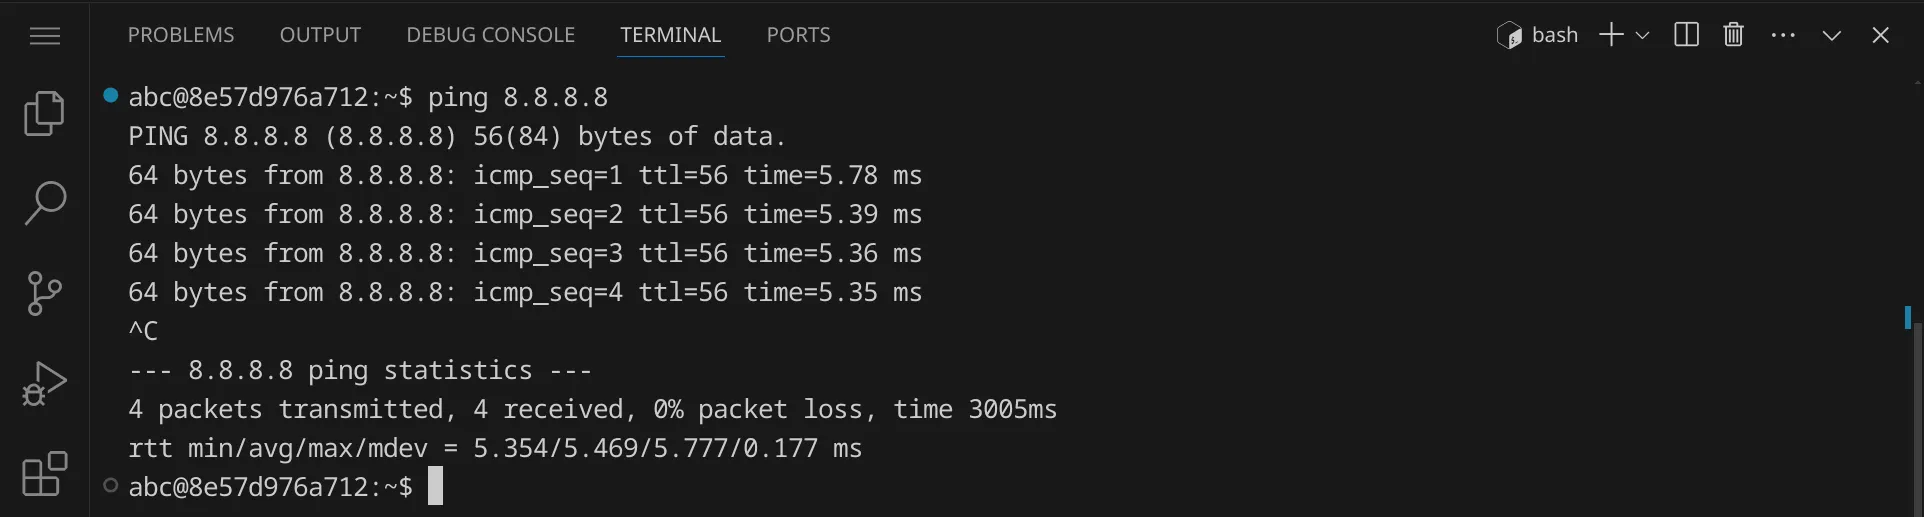 PROBLEMS OUTPUT DEBUG CONSOLE TERMINAL PORTS bash
abc@8e57d976a712:~$ ping 8.8.8.8
PING 8.8.8.8 (8.8.8.8) 56(84) bytes of data.
64 bytes from 8.8.8.8: icmp_seq=1 ttl=56 time=5.78 ms
64 bytes from 8.8.8.8: icmp_seq=2 ttl=56 time=5.39 ms
64 bytes from 8.8.8.8: icmp_seq=3 ttl=56 time=5.36 ms
64 bytes from 8.8.8.8: icmp_seq=4 ttl=56 time=5.35 ms
^C
--- 8.8.8.8 ping statistics ---
4 packets transmitted, 4 received, 0% packet loss, time 3005ms
rtt min/avg/max/mdev = 5.354/5.469/5.777/0.177 ms
abc@8e57d976a712:~$